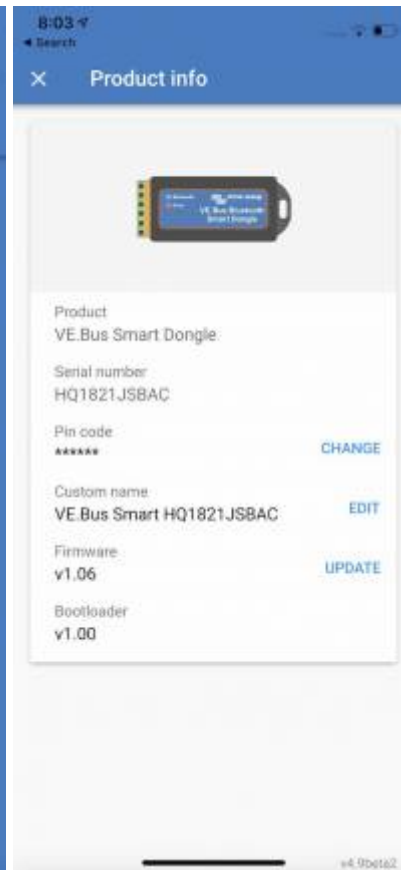 8:03
Search
Product info
VE.Bus Bluetooth
Smart Dongle
Product
VE.Bus Smart Dongle
Serial number
HQ1821JSBAC
Pin code
******
CHANGE
Custom name
VE.Bus Smart HQ1821JSBAC
EDIT
Firmware
v1.06
UPDATE
Bootloader
v1.00
v4.9beta2